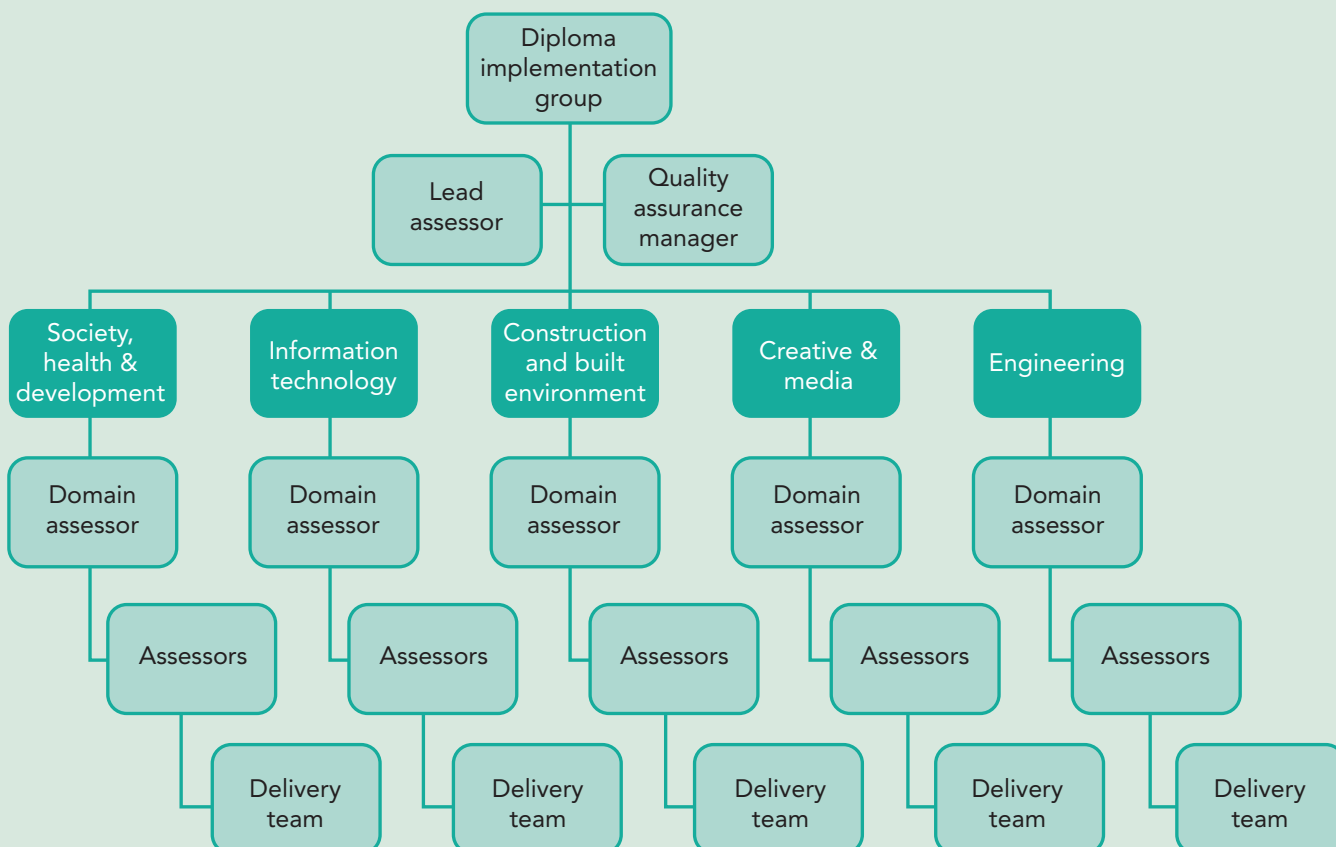 Diploma
implementation
group
Lead
assessor
Quality
assurance
manager
Society,
health &
development
Information
technology
Construction
and built
environment
Creative &
media
Engineering
Domain
assessor
Domain
assessor
Domain
assessor
Domain
assessor
Domain
assessor
Assessors
Assessors
Assessors
Assessors
Assessors
Delivery
team
Delivery
team
Delivery
team
Delivery
team
Delivery
team